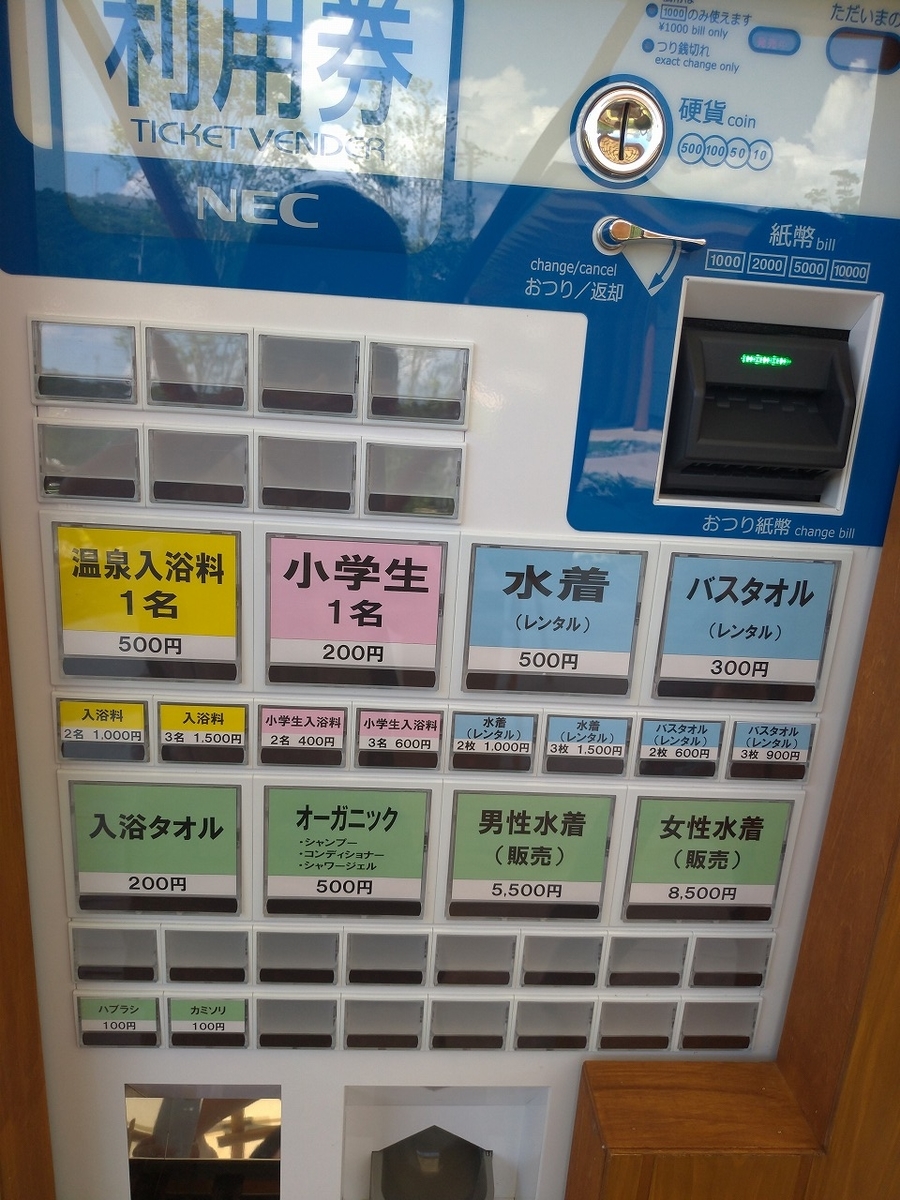 利用券
TICKET VENDER
NEC
1000のみ使えます
¥1000 bill only
つり銭切れ
exact change only
ただいまの
硬貨 coin
500 100 50 10
紙幣 bill
1000 2000 5000 10000
change/cancel
おつり／返却
おつり紙幣 change bill
温泉入浴料
1名
500円
小学生
1名
200円
水着
（レンタル）
500円
バスタオル
（レンタル）
300円
入浴料
2名 1.000円
入浴料
3名 1,500円
小学生入浴料
2名 400円
小学生入浴料
3名 600円
水着
（レンタル）
2枚 1.000円
水着
（レンタル）
3枚 1.500円
バスタオル
（レンタル）
2枚 600円
バスタオル
（レンタル）
3枚 900円
入浴タオル
200円
オーガニック
・シャンプー
・コンディショナー
・シャワージェル
500円
男性水着
（販売）
5,500円
女性水着
（販売）
8,500円
ハブラシ
100円
カミソリ
100円